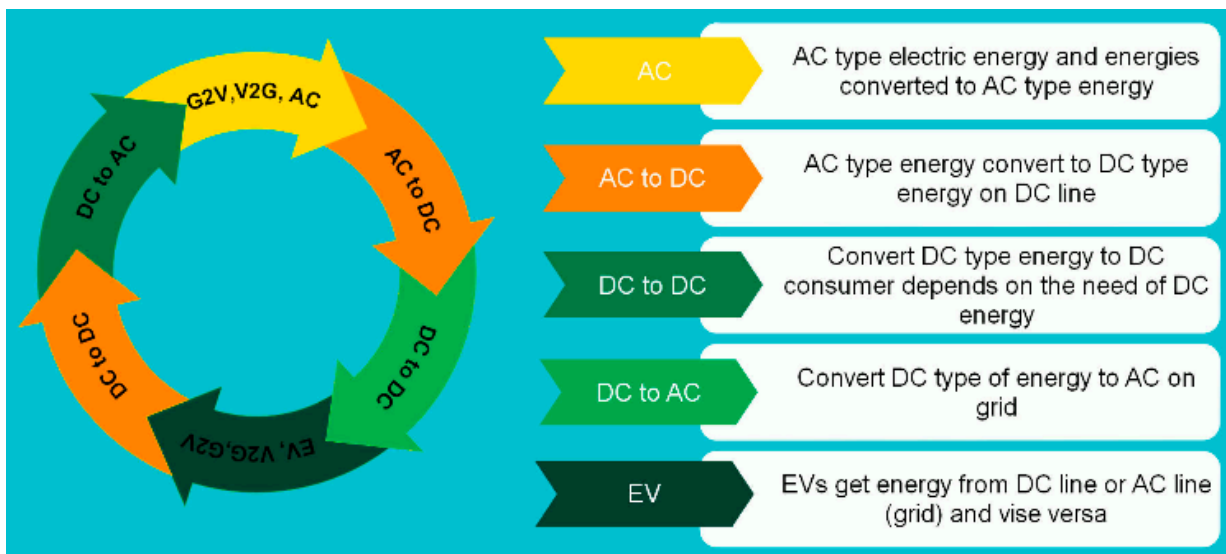 G2V,V2G, AC
AC to DC
DC to DC
EV, V2G,G2V
DC to DC
DC to AC
AC
AC type electric energy and energies
converted to AC type energy
AC to DC
AC type energy convert to DC type
energy on DC line
DC to DC
Convert DC type energy to DC
consumer depends on the need of DC
energy
DC to AC
Convert DC type of energy to AC on
grid
EV
EVs get energy from DC line or AC line
(grid) and vise versa